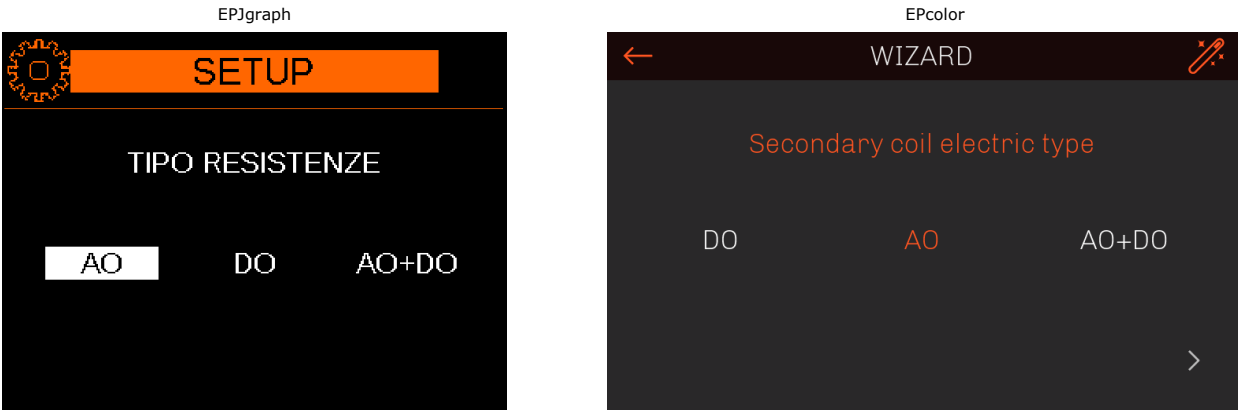 EPJgraph
SETUP
TIPO RESISTENZE
AO DO AO+DO
EPcolor
WIZARD
Secondary coil electric type
DO AO AO+DO